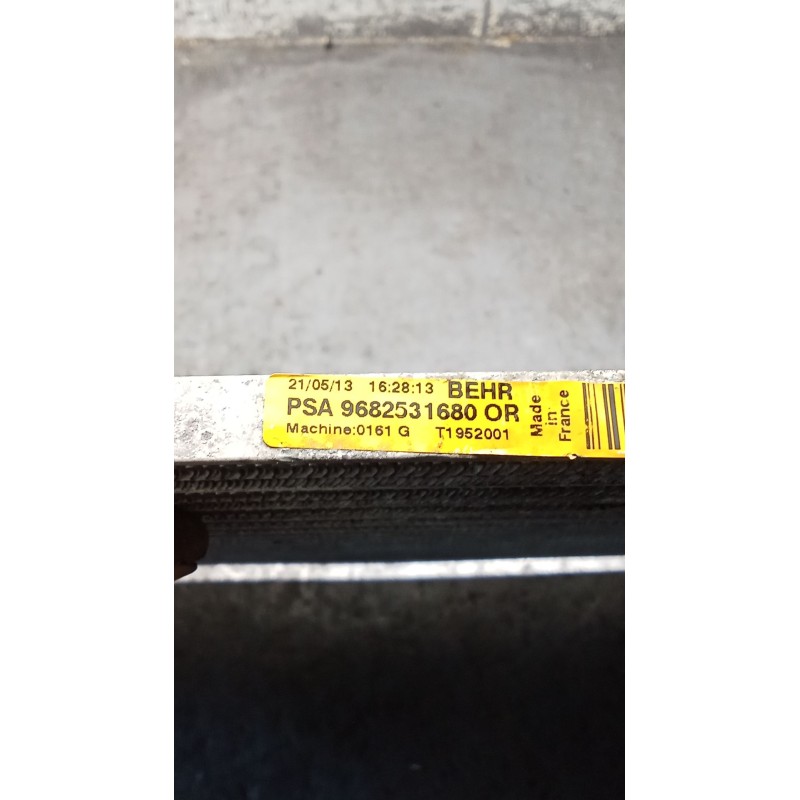 21/05/13 16:28:13 BEHR
PSA 9682531680 OR
Machine:0161 G T1952001
Made
in
France